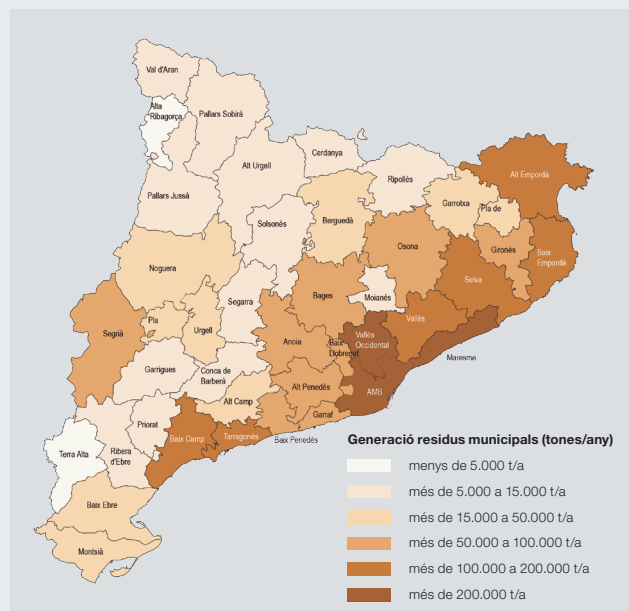 Val d'Aran
Alta
Ribagorça
Pallars Sobirà
Alt Urgell
Cerdanya
Pallars Jussà
Ripollès
Alt Empordà
Garrotxa
Pla de
Berguedà
Solsonès
Osona
Gironès
Baix
Empordà
Noguera
Selva
Bages
Moianès
Segarra
Vallès
Segrià
Pla
Urgell
Anoia
Baix
Llobregat
Vallès
Occidental
Maresme
Garrigues
Conca de
Barberà
Alt Penedès
AMB
Alt Camp
Garraf
Priorat
Baix Camp
Tarragonès
Baix Penedès
Terra Alta
Ribera
d'Ebre
Baix Ebre
Montsià
Generació residus municipals (tones/any)
menys de 5.000 t/a
més de 5.000 a 15.000 t/a
més de 15.000 a 50.000 t/a
més de 50.000 a 100.000 t/a
més de 100.000 a 200.000 t/a
més de 200.000 t/a